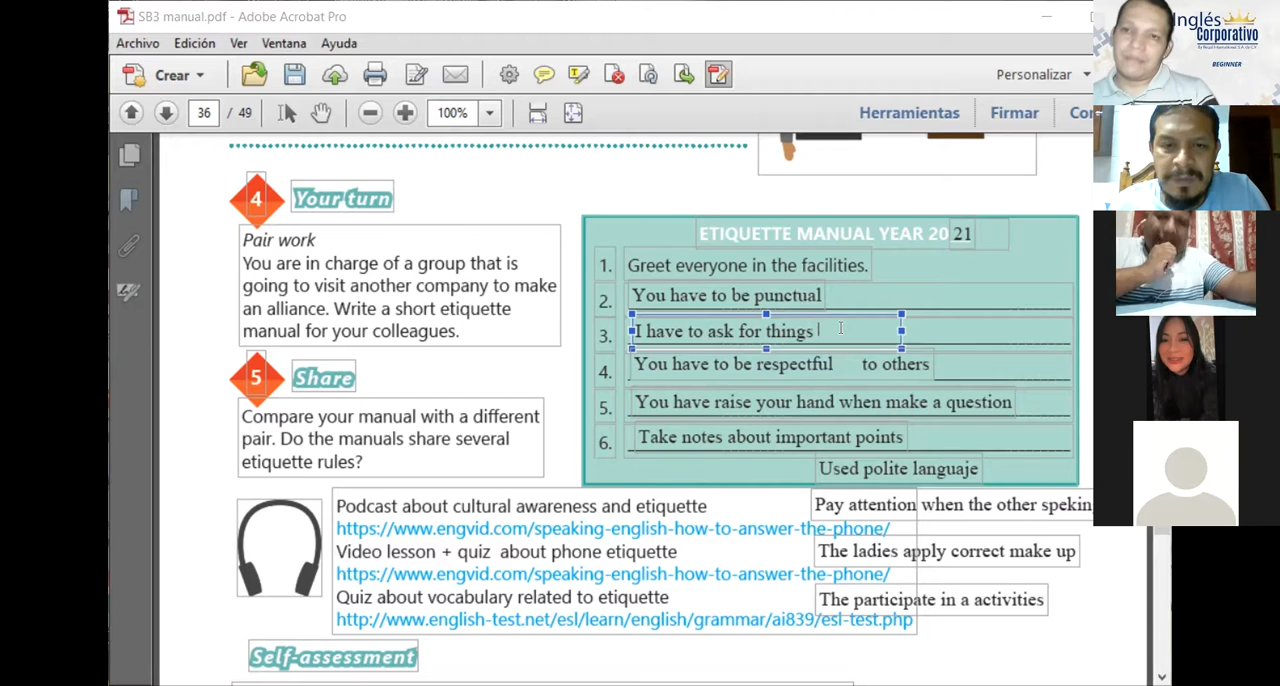 SB3 manual.pdf - Adobe Acrobat Pro
Archivo Edición Ver Ventana Ayuda
Crear
Personalizar
36 / 49
100%
Herramientas
Firmar
Co
Inglés
Corporativo
BEGINNER
4
Your turn
Pair work
You are in charge of a group that is
going to visit another company to make
an alliance. Write a short etiquette
manual for your colleagues.
5
Share
Compare your manual with a different
pair. Do the manuals share several
etiquette rules?
ETIQUETTE MANUAL YEAR 20 21
1. Greet everyone in the facilities.
2. You have to be punctual
3. I have to ask for things
4. You have to be respectful to others
5. You have raise your hand when make a question
6. Take notes about important points
Used polite languaje
Pay attention when the other spekin
The ladies apply correct make up
The participate in a activities
Podcast about cultural awareness and etiquette
https://www.engvid.com/speaking-english-how-to-answer-the-phone/
Video lesson + quiz about phone etiquette
https://www.engvid.com/speaking-english-how-to-answer-the-phone/
Quiz about vocabulary related to etiquette
http://www.english-test.net/esl/learn/english/grammar/ai839/esl-test.php
Self-assessment